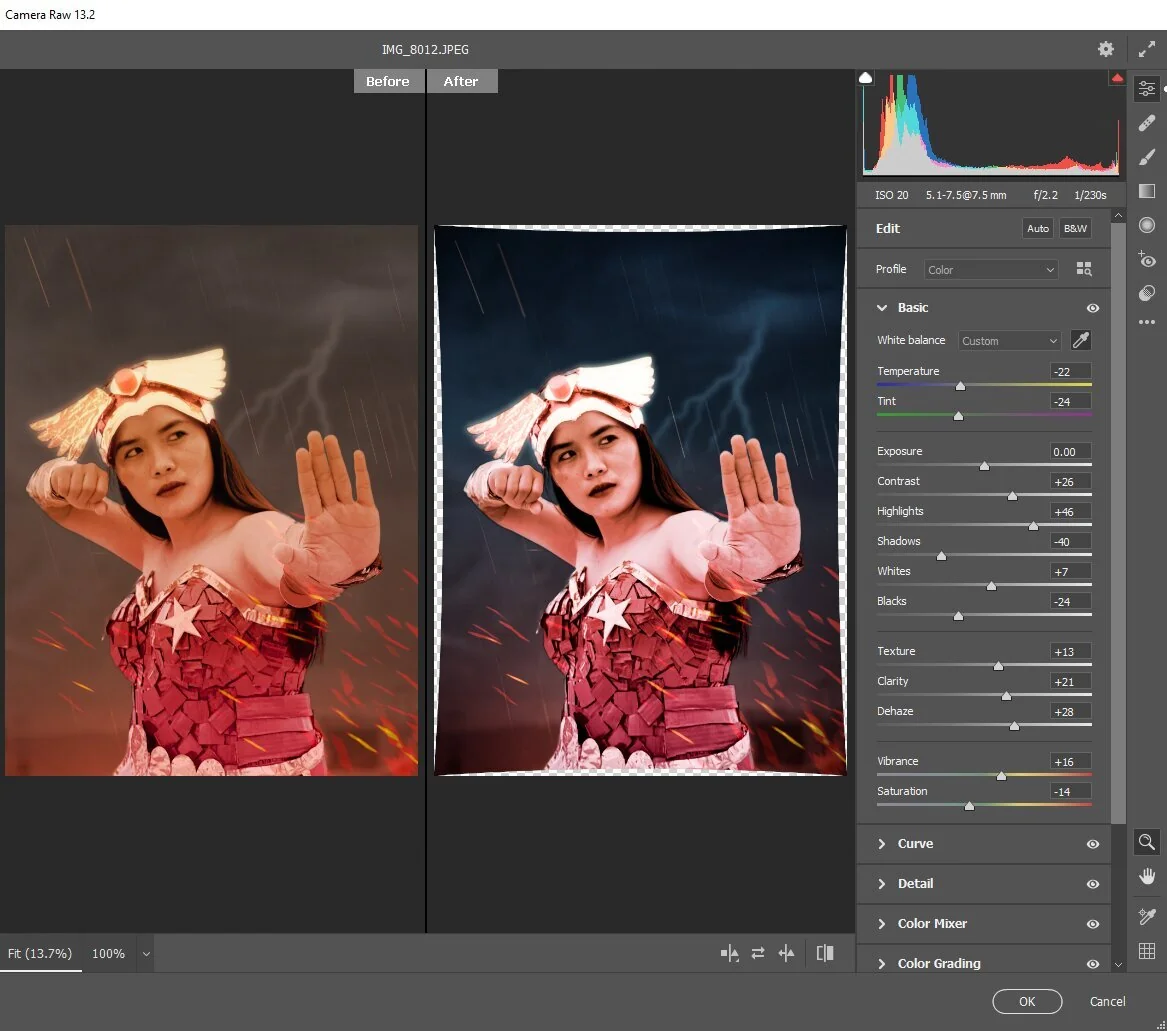 Camera Raw 13.2
IMG_8012.JPEG
Before After
ISO 20 5.1-7.5@7.5 mm f/2.2 1/230s
Edit Auto B&W
Profile Color
Basic
White balance Custom
Temperature -22
Tint -24
Exposure 0.00
Contrast +26
Highlights +46
Shadows -40
Whites +7
Blacks -24
Texture +13
Clarity +21
Dehaze +28
Vibrance +16
Saturation -14
Curve
Detail
Color Mixer
Color Grading
Fit (13.7%) 100%
OK Cancel